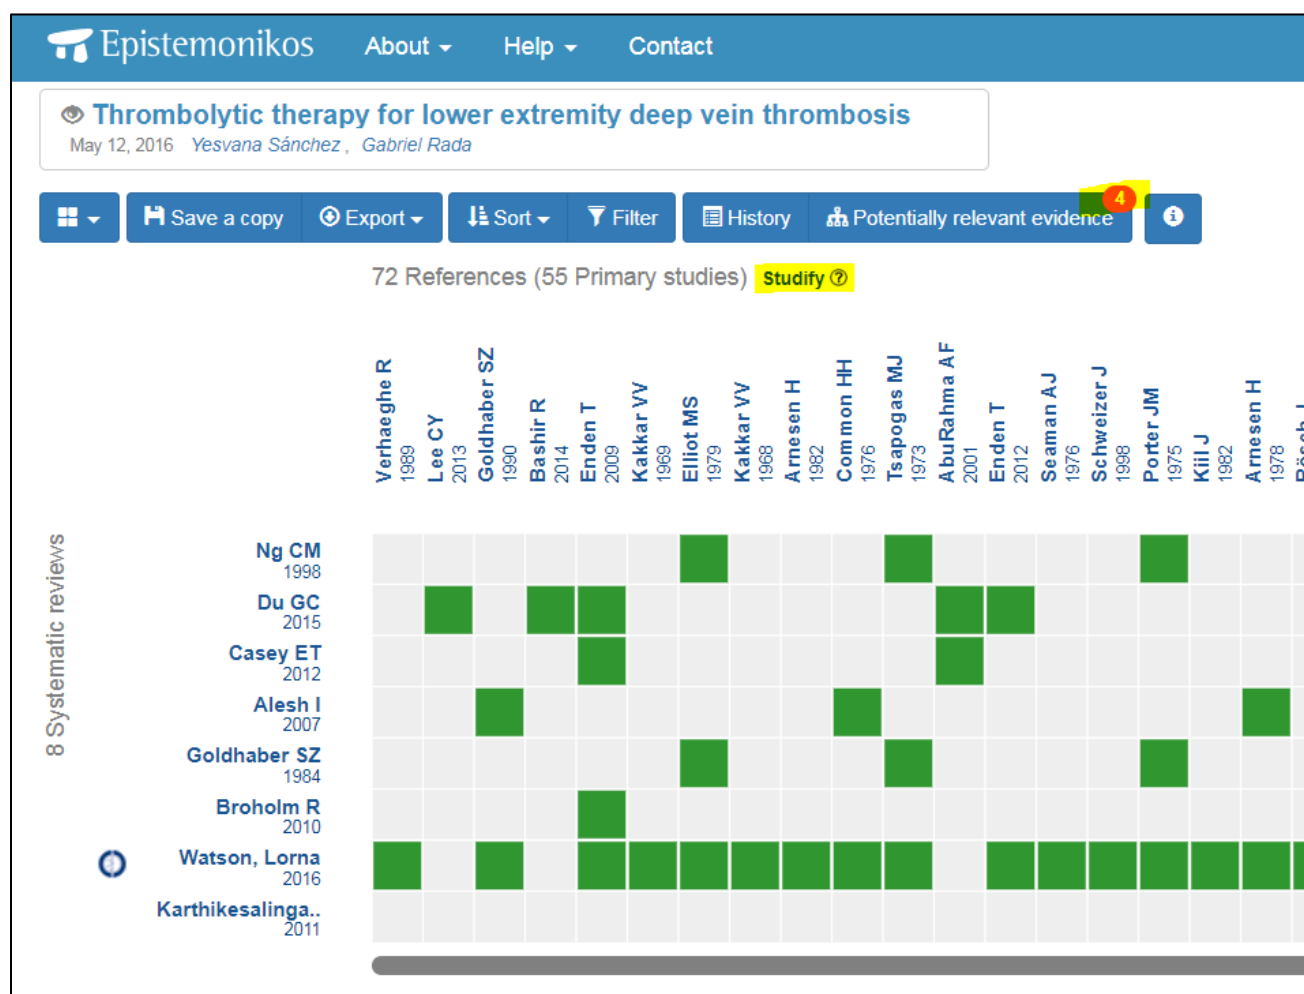 Epistemonikos About Help Contact
Thrombolytic therapy for lower extremity deep vein thrombosis
May 12, 2016 Yesvana Sánchez , Gabriel Rada
Save a copy Export Sort Filter History Potentially relevant evidence 4
72 References (55 Primary studies) Studify ?
Verhaeghe R
1989
Lee CY
2013
Goldhaber SZ
1990
Bashir R
2014
Enden T
2009
Kakkar VV
1969
Elliot MS
1979
Kakkar VV
1968
Arnesen H
1982
Common HH
1976
Tsapogas MJ
1973
AbuRahma AF
2001
Enden T
2012
Seaman AJ
1976
Schweizer J
1998
Porter JM
1975
Kiil J
1982
Arnesen H
1978
8 Systematic reviews
Ng CM
1998
Du GC
2015
Casey ET
2012
Alesh I
2007
Goldhaber SZ
1984
Broholm R
2010
Watson, Lorna
2016
Karthikesalinga..
2011